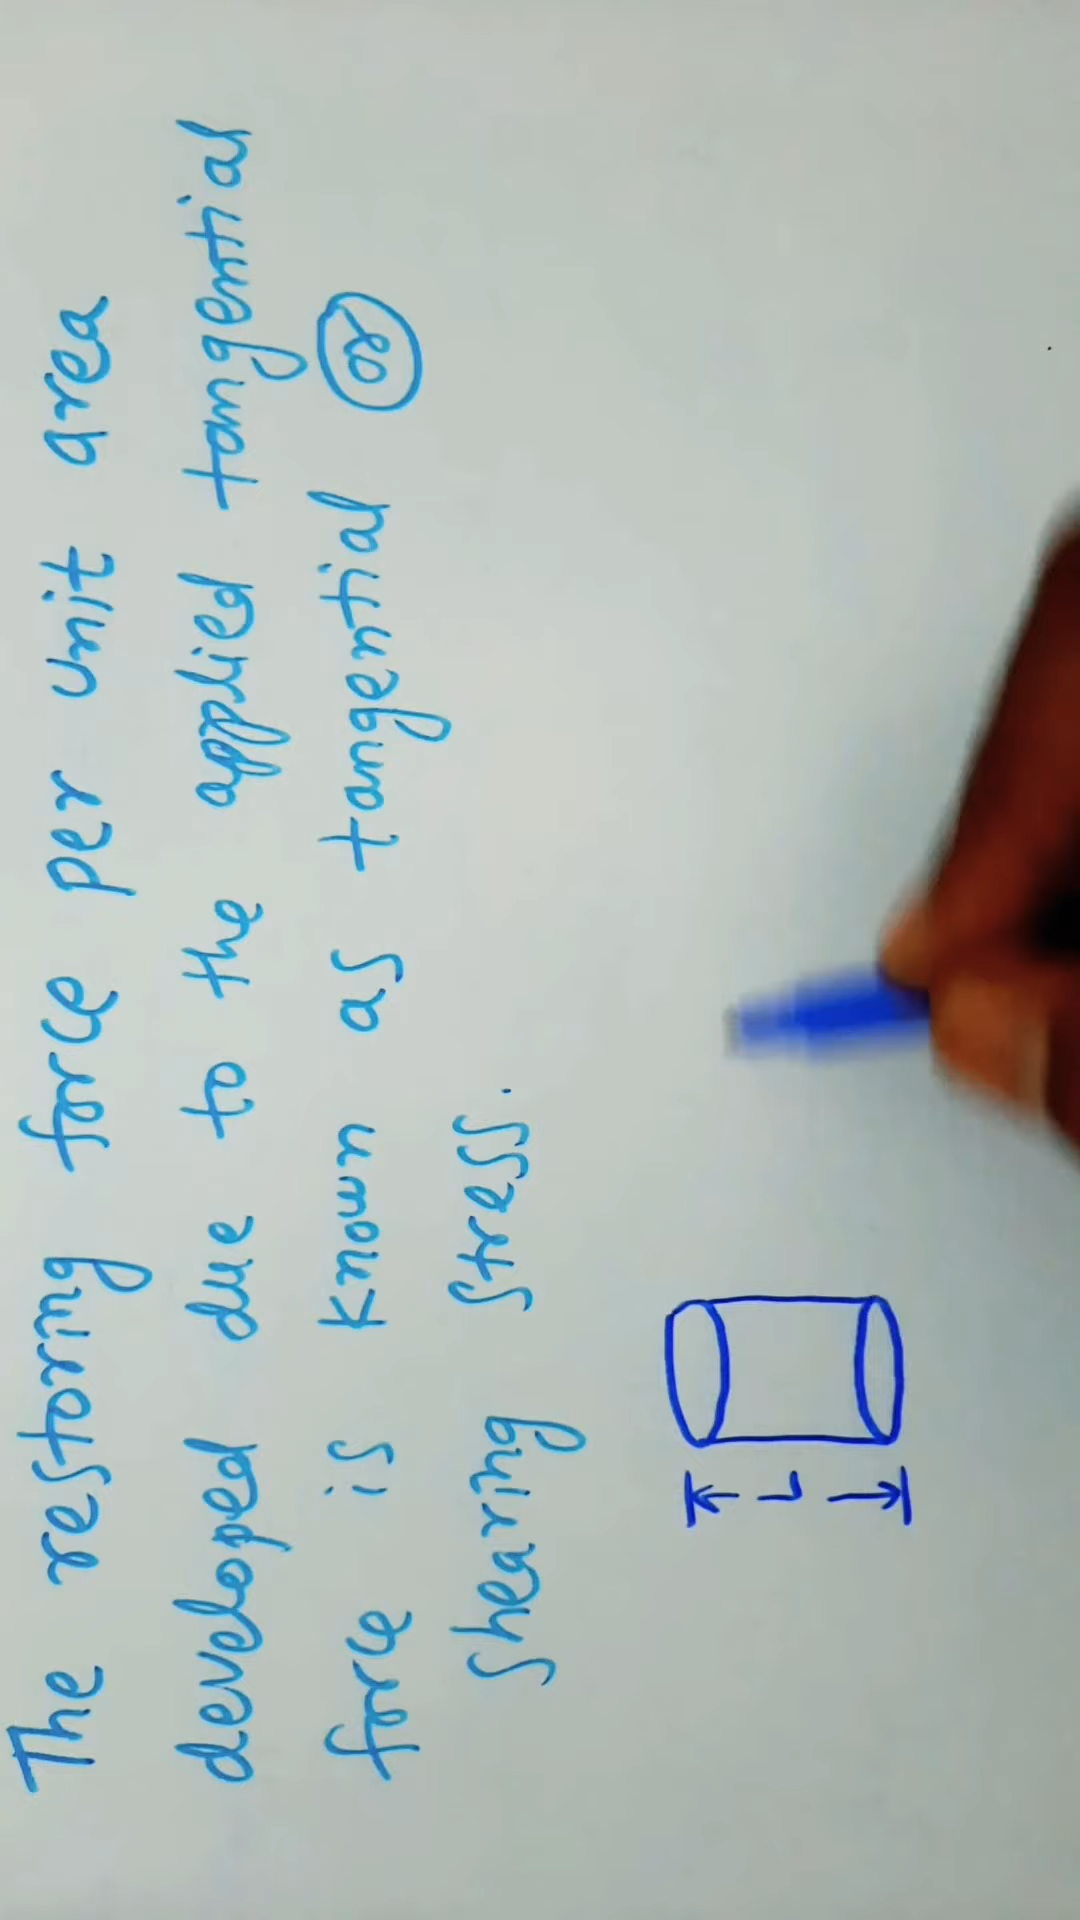 The restoring force per unit area
developed due to the applied tangential
force is known as tangential or
shearing stress.
L